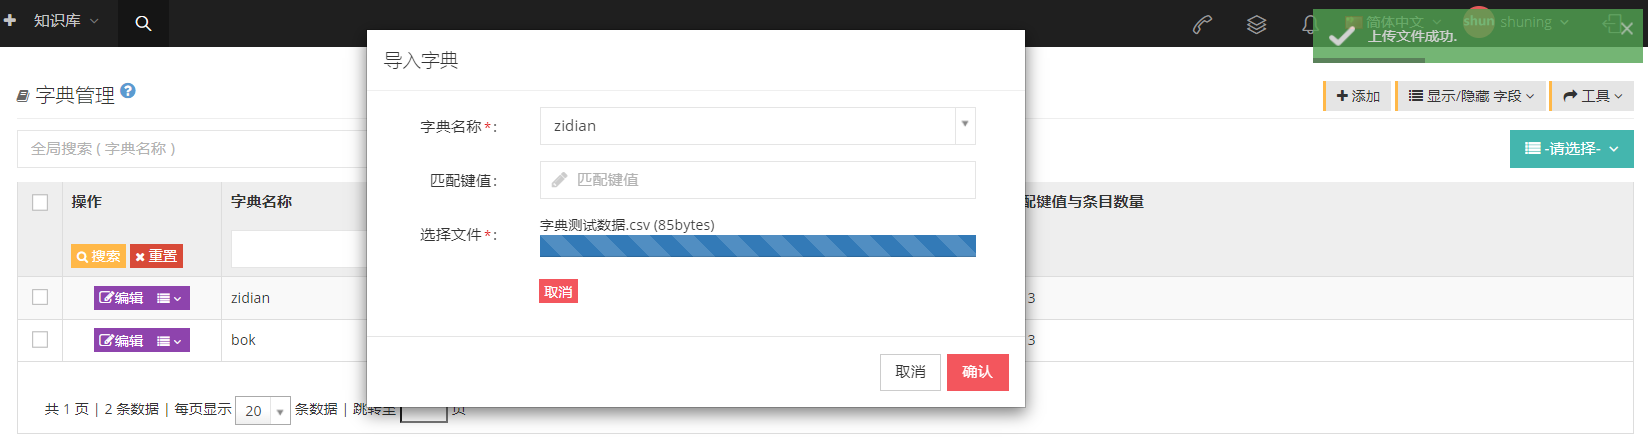 知识库
简体中文
shun shuning
上传文件成功.
导入字典
字典管理
添加 显示/隐藏 字段 工具
字典名称*: zidian
全局搜索 ( 字典名称 )
-请选择-
匹配键值: 匹配键值
操作 字典名称 配键值与条目数量
字典测试数据.csv (85bytes)
选择文件*:
搜索 重置
取消
编辑 zidian 3
编辑 bok 3
取消 确认
共 1 页 | 2 条数据 | 每页显示 20 条数据 | 跳转至 页